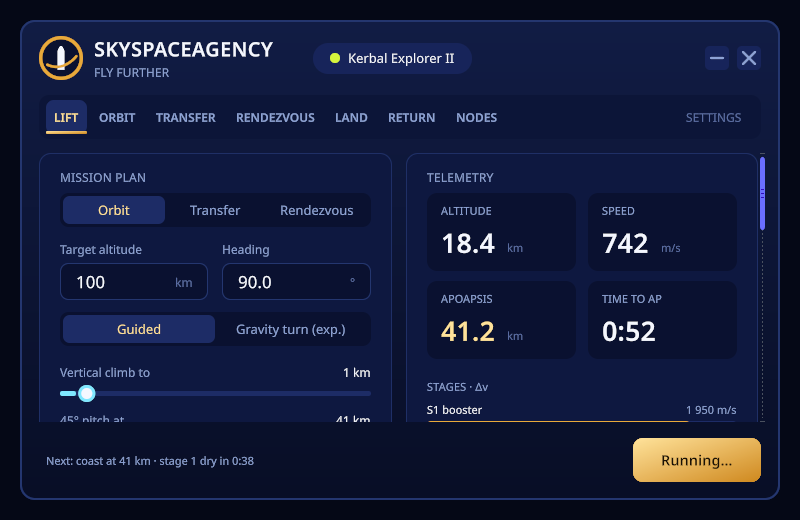 SKYSPACEAGENCY
FLY FURTHER
Kerbal Explorer II
LIFT ORBIT TRANSFER RENDEZVOUS LAND RETURN NODES SETTINGS
MISSION PLAN
Orbit Transfer Rendezvous
Target altitude Heading
100 km 90.0 °
Guided Gravity turn (exp.)
Vertical climb to 1 km
45° pitch at 41 km
TELEMETRY
ALTITUDE SPEED
18.4 km 742 m/s
APOAPSIS TIME TO AP
41.2 km 0:52
STAGES · Δv
S1 booster 1 950 m/s
Next: coast at 41 km · stage 1 dry in 0:38
Running...